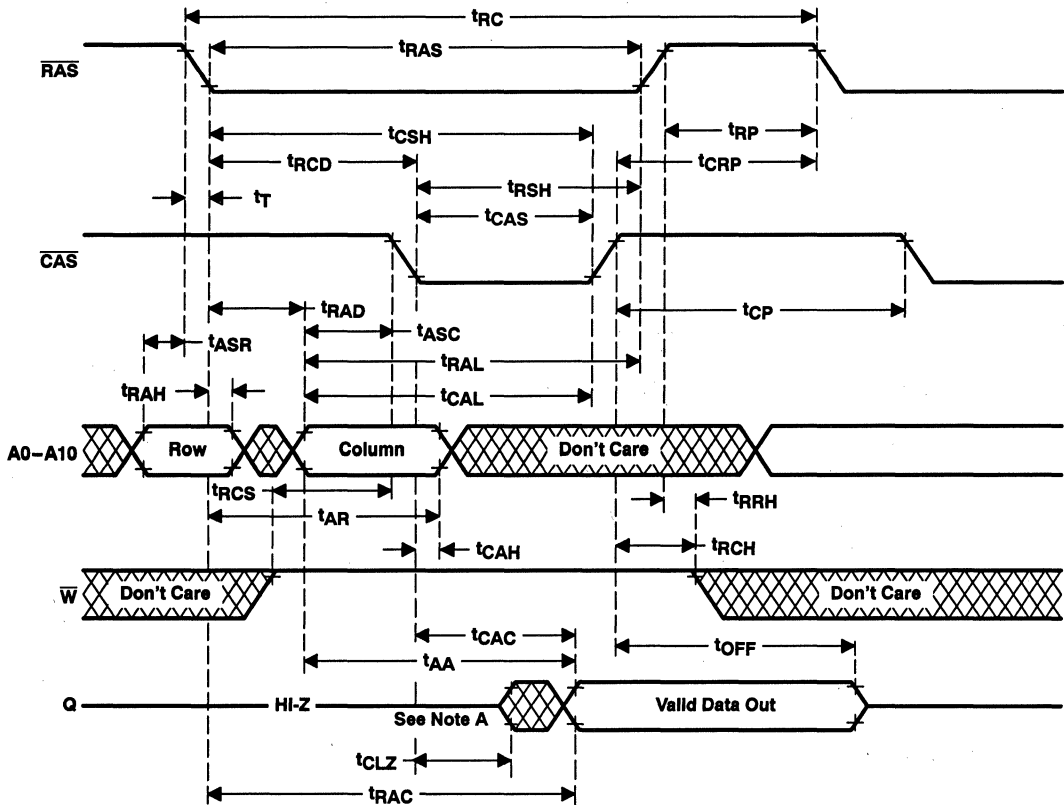 tRC
tRAS
RAS
tRP
tCSH
tRCD
tCRP
tRSH
tT
tCAS
CAS
tRAD
tCP
tASC
tASR
tRAL
tRAH
tCAL
A0–A10
Row
Column
Don't Care
tRCS
tRRH
tAR
tCAH
tRCH
W
Don't Care
Don't Care
tCAC
tOFF
tAA
Q
Hi-Z
See Note A
Valid Data Out
tCLZ
tRAC